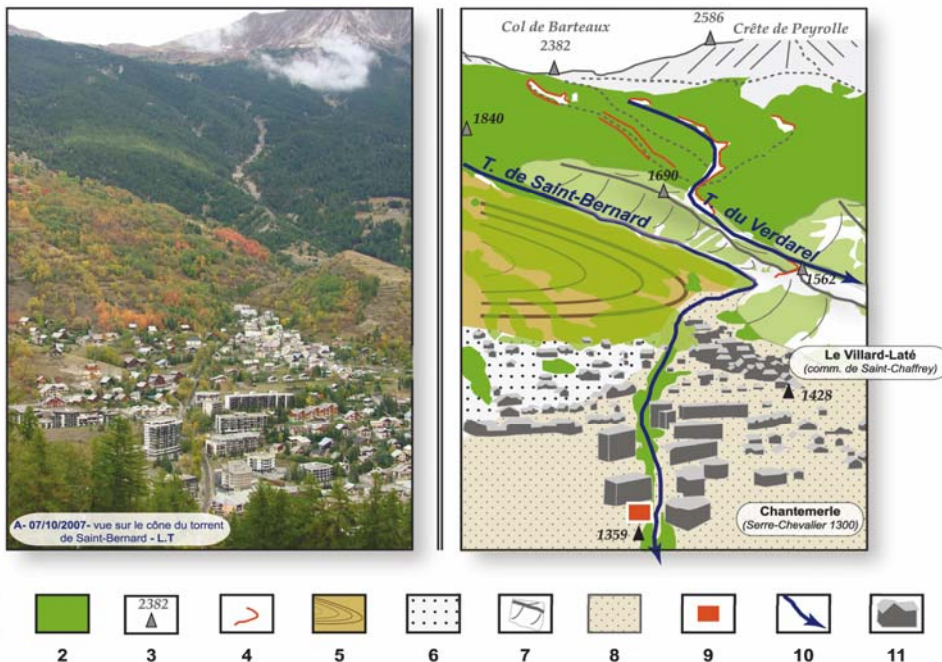 A- 07/10/2007- vue sur le cône du torrent
de Saint-Bernard - L.T
Col de Barteaux
2382
2586
Crête de Peyrolle
1840
1690
T. de Saint-Bernard
T. du Verdarel
1562
Le Villard-Laté
(comm. de Saint-Chaffrey)
1428
Chantemerle
(Serre-Chevalier 1300)
1359
2382
2 3 4 5 6 7 8 9 10 11